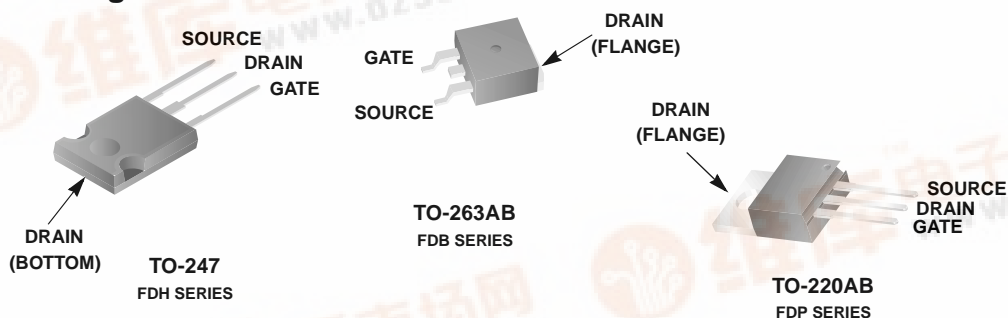 SOURCE
DRAIN
GATE
DRAIN
(BOTTOM)
TO-247
FDH SERIES
GATE
SOURCE
DRAIN
(FLANGE)
TO-263AB
FDB SERIES
DRAIN
(FLANGE)
SOURCE
DRAIN
GATE
TO-220AB
FDP SERIES